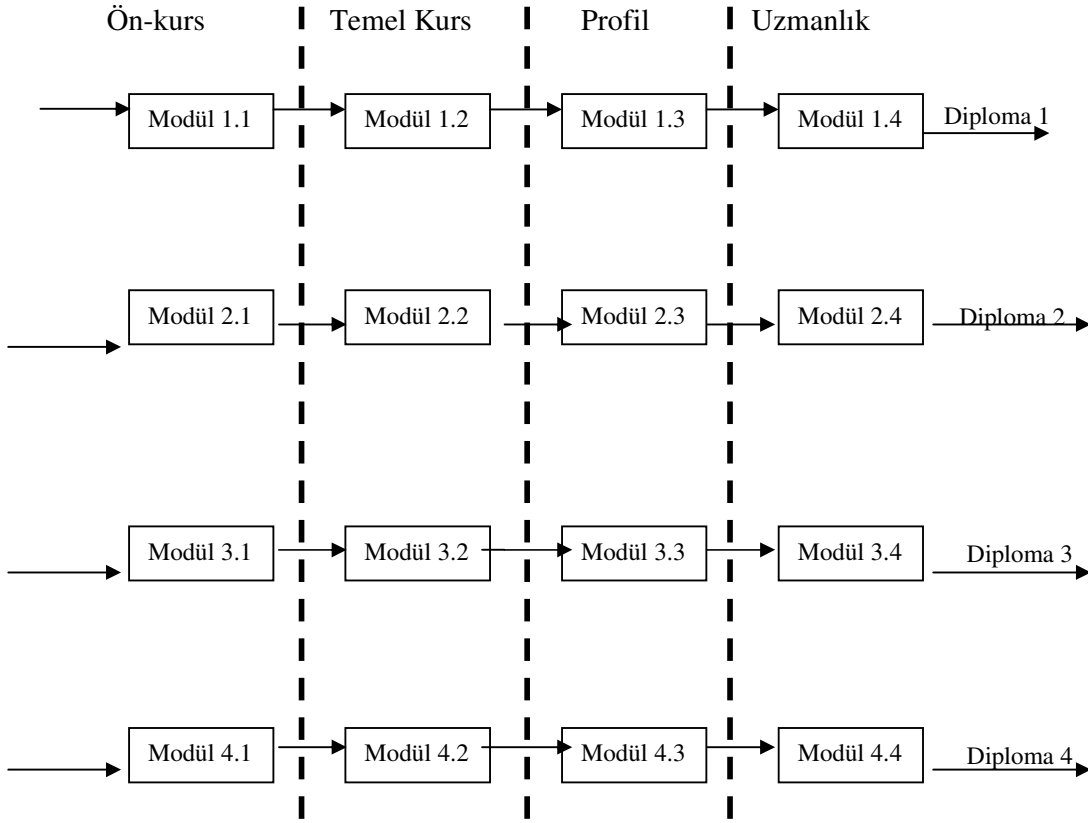 Ön-kurs Temel Kurs Profil Uzmanlık
Modül 1.1 Modül 1.2 Modül 1.3 Modül 1.4 Diploma 1
Modül 2.1 Modül 2.2 Modül 2.3 Modül 2.4 Diploma 2
Modül 3.1 Modül 3.2 Modül 3.3 Modül 3.4 Diploma 3
Modül 4.1 Modül 4.2 Modül 4.3 Modül 4.4 Diploma 4